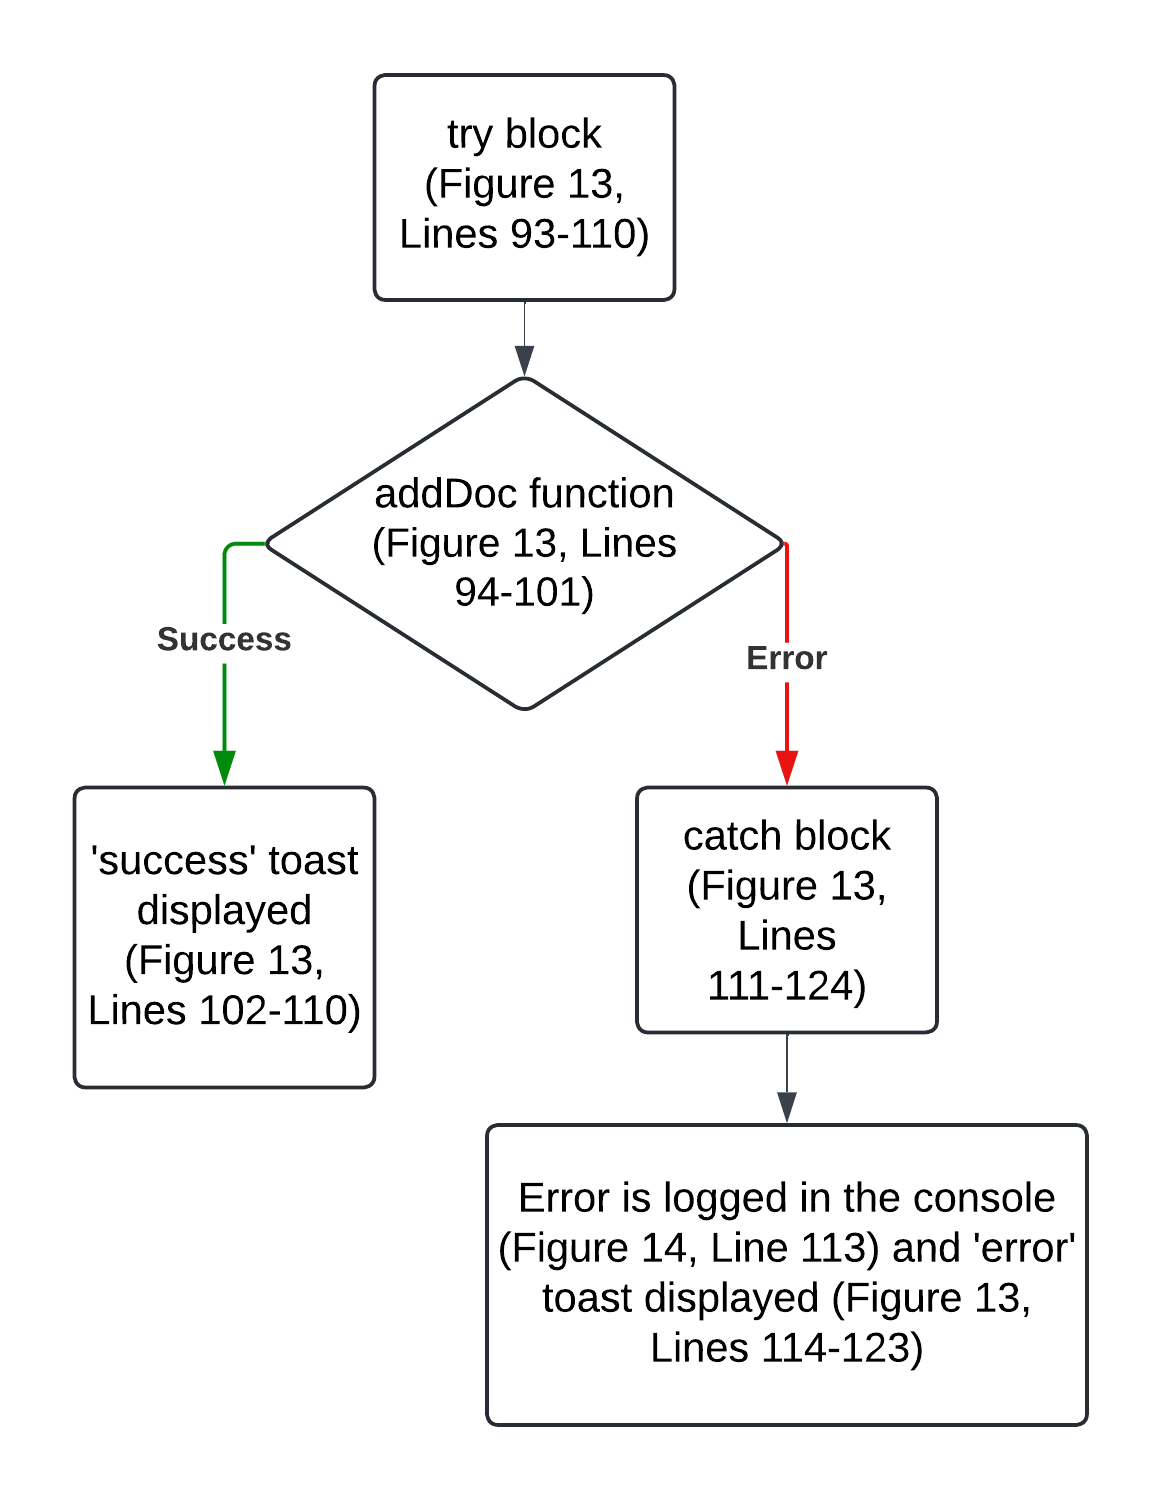 try block
(Figure 13,
Lines 93-110)
addDoc function
(Figure 13, Lines
94-101)
Success
Error
'success' toast
displayed
(Figure 13,
Lines 102-110)
catch block
(Figure 13,
Lines
111-124)
Error is logged in the console
(Figure 14, Line 113) and 'error'
toast displayed (Figure 13,
Lines 114-123)